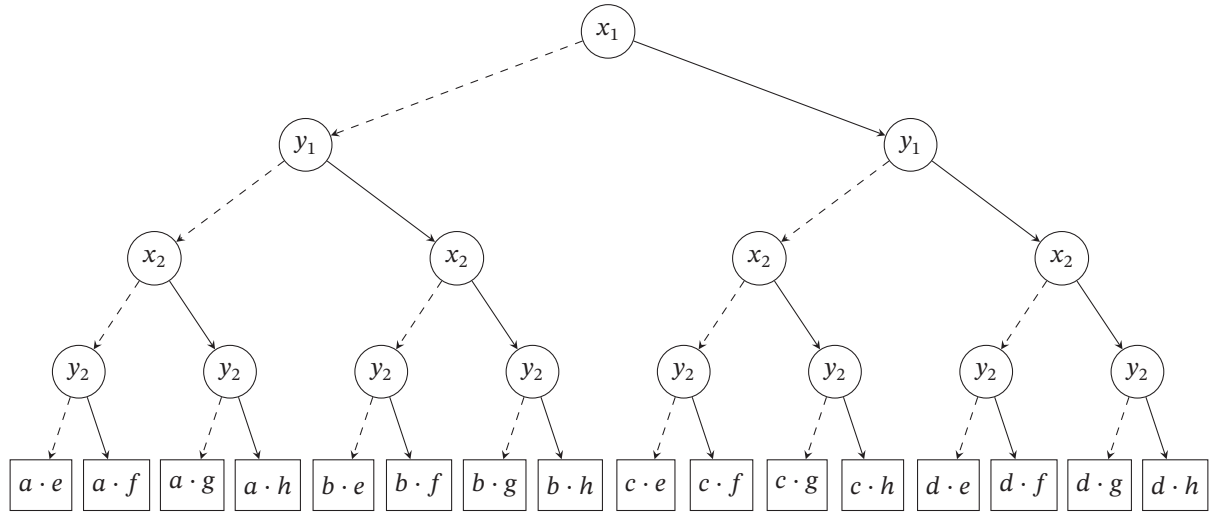 x₁
y₁ y₁
x₂ x₂ x₂ x₂
y₂ y₂ y₂ y₂ y₂ y₂ y₂ y₂
a · e a · f a · g a · h b · e b · f b · g b · h c · e c · f c · g c · h d · e d · f d · g d · h